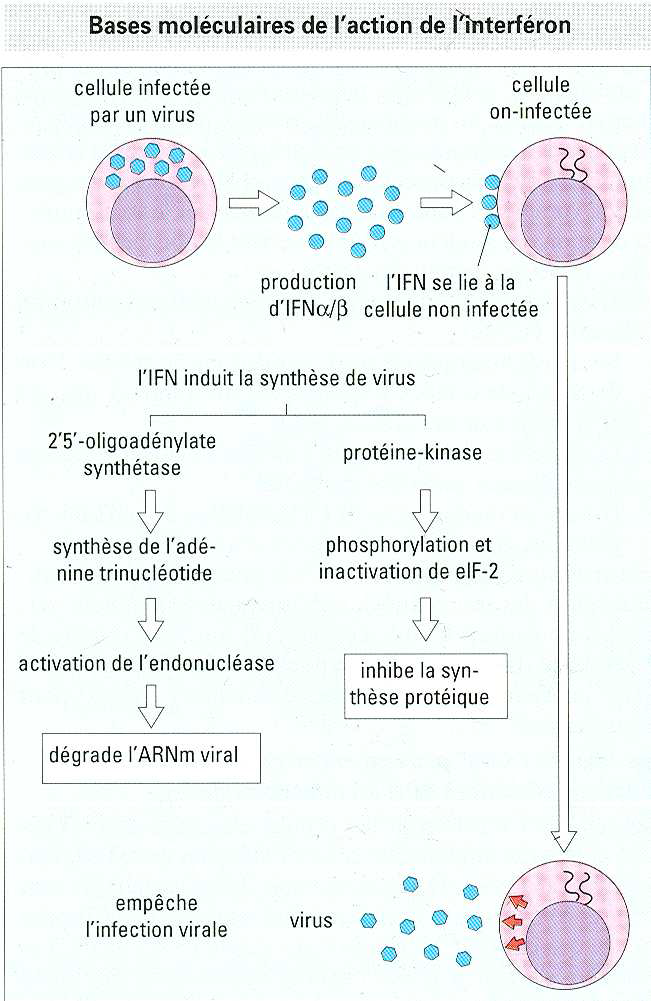 Bases moléculaires de l'action de l'interféron
cellule infectée
par un virus
cellule
on-infectée
production
d'IFNα/β
l'IFN se lie à la
cellule non infectée
l'IFN induit la synthèse de virus
2'5'-oligoadénylate
synthétase
protéine-kinase
synthèse de l'adé-
nine trinucléotide
phosphorylation et
inactivation de eIF-2
activation de l'endonucléase
inhibe la syn-
thèse protéique
dégrade l'ARNm viral
empêche
l'infection virale
virus